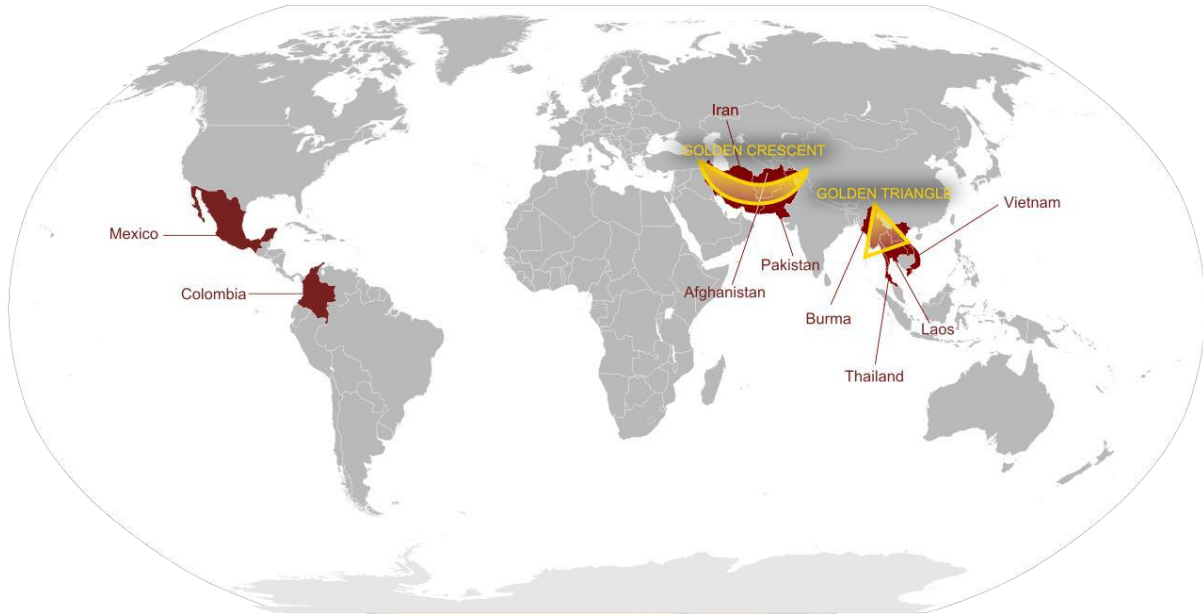 Iran
GOLDEN CRESCENT
GOLDEN TRIANGLE
Vietnam
Mexico
Pakistan
Colombia
Afghanistan
Burma
Laos
Thailand